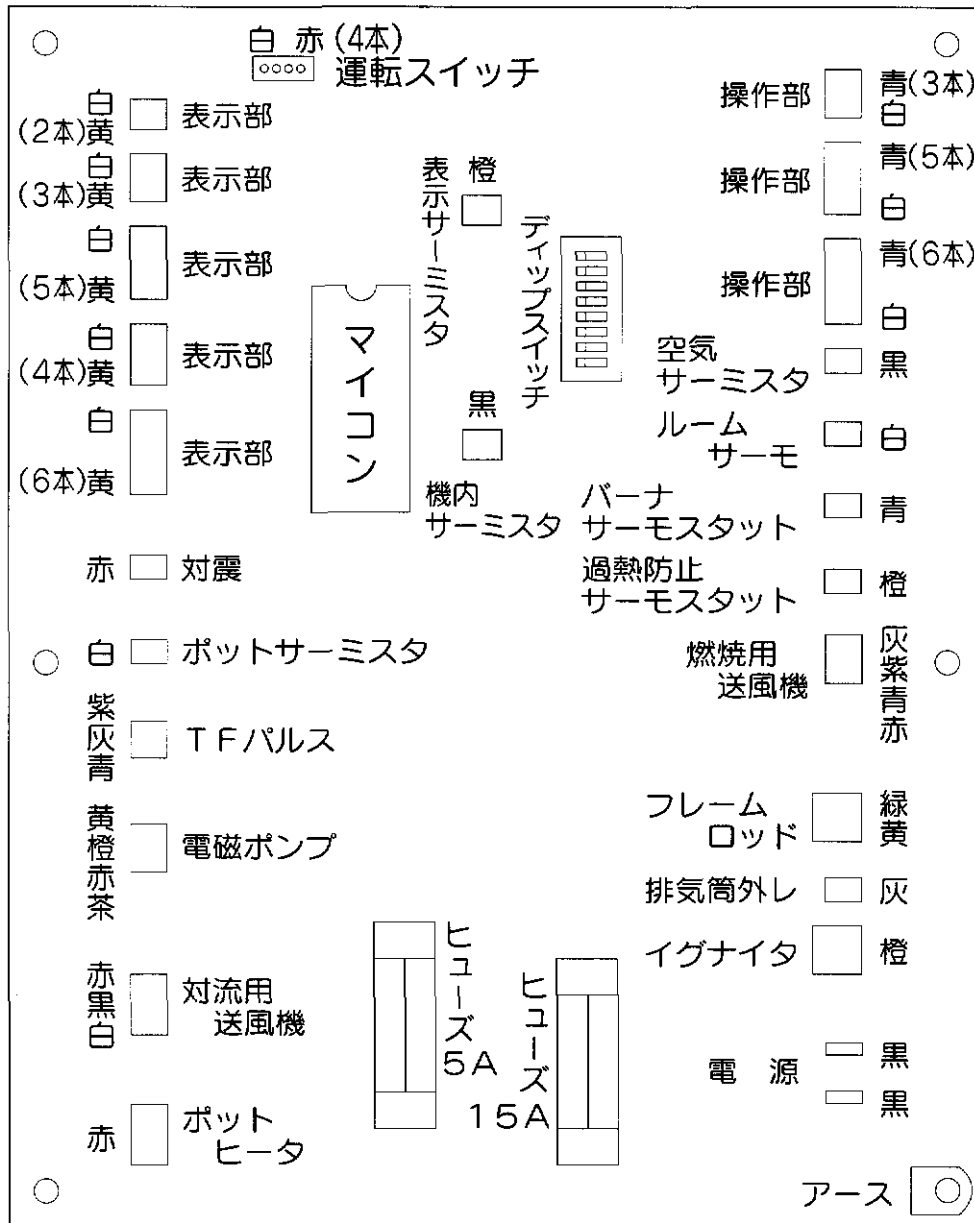 白 赤(4本)
運転スイッチ
白
(2本)黄
表示部
白
(3本)黄
表示部
白
(5本)黄
表示部
白
(4本)黄
表示部
白
(6本)黄
表示部
赤
対震
白
ポットサーミスタ
紫灰青
TFパルス
黄橙赤茶
電磁ポンプ
赤黒白
対流用
送風機
赤
ポット
ヒータ
表示サーミスタ
橙
ディップスイッチ
マイコン
黒
機内
サーミスタ
ヒューズ
5A
ヒューズ
15A
操作部
青(3本)
白
操作部
青(5本)
白
操作部
青(6本)
白
空気
サーミスタ
黒
ルーム
サーモ
白
バーナ
サーモスタット
青
過熱防止
サーモスタット
橙
燃焼用
送風機
灰紫青赤
フレーム
ロッド
緑黄
排気筒外レ
灰
イグナイタ
橙
電 源
黒
黒
アース